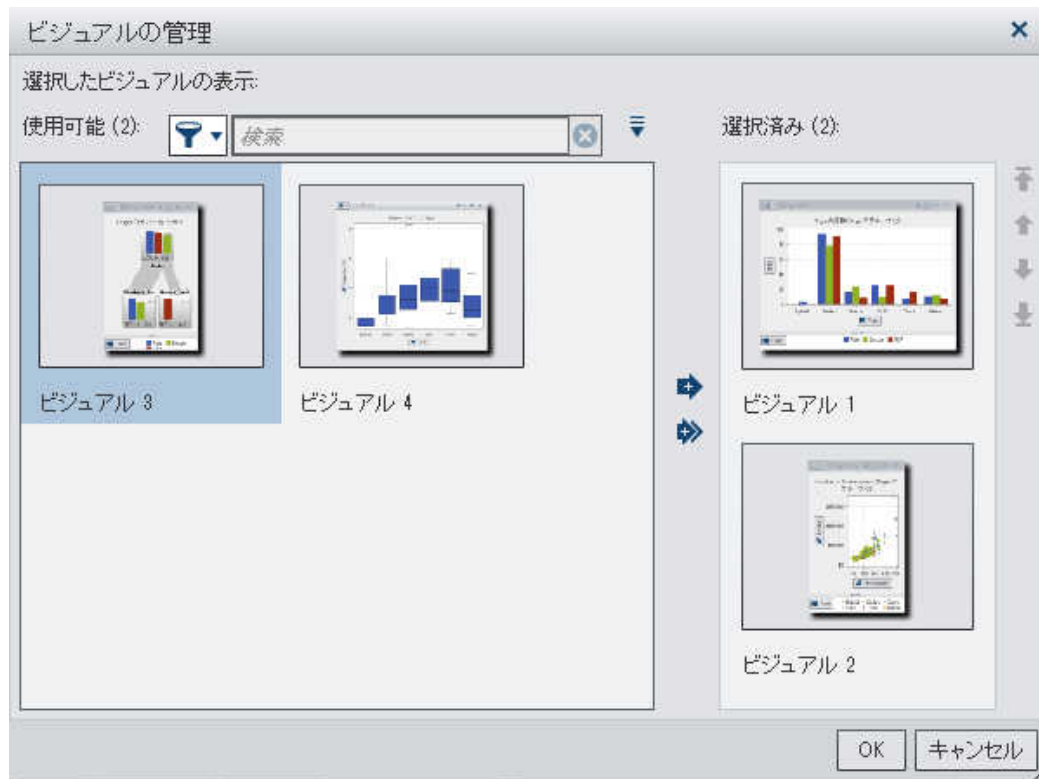 ビジュアルの管理
選択したビジュアルの表示:
使用可能 (2):
検索
選択済み (2):
ビジュアル 3
ビジュアル 4
ビジュアル 1
ビジュアル 2
OK
キャンセル